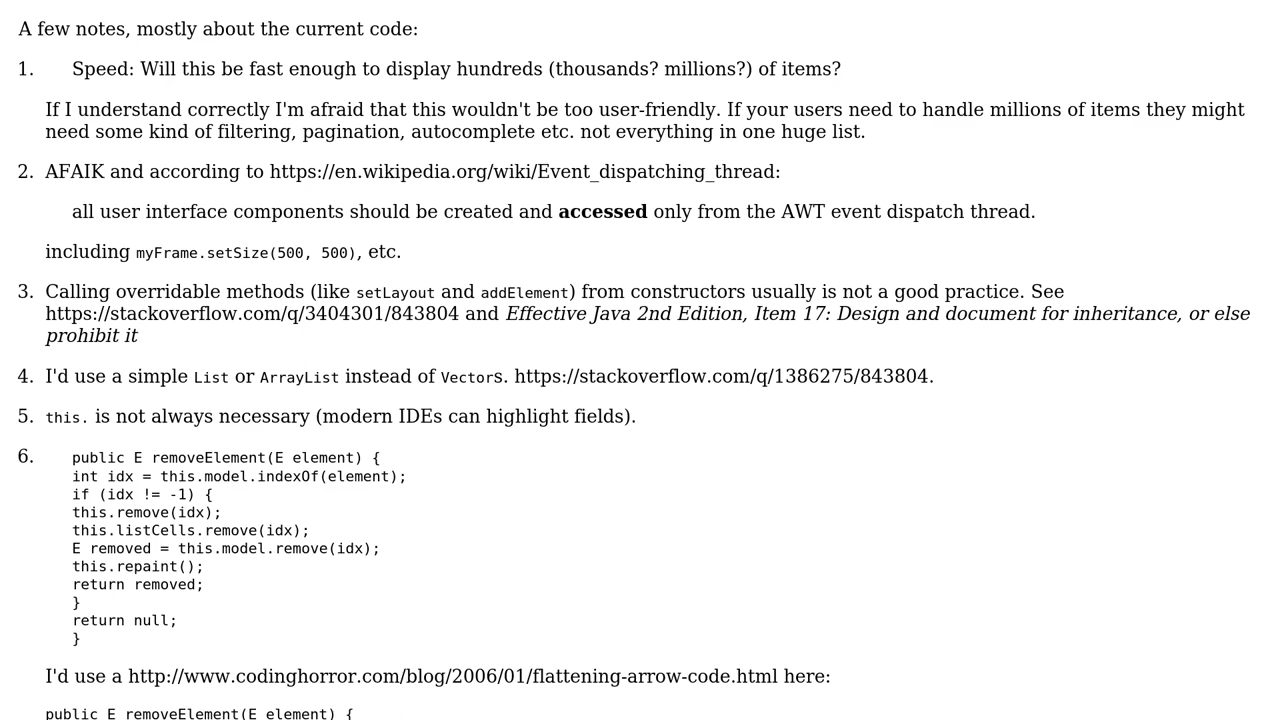 A few notes, mostly about the current code:
1. Speed: Will this be fast enough to display hundreds (thousands? millions?) of items?
If I understand correctly I'm afraid that this wouldn't be too user-friendly. If your users need to handle millions of items they might
need some kind of filtering, pagination, autocomplete etc. not everything in one huge list.
2. AFAIK and according to https://en.wikipedia.org/wiki/Event_dispatching_thread:
all user interface components should be created and accessed only from the AWT event dispatch thread.
including myFrame.setSize(500, 500), etc.
3. Calling overridable methods (like setLayout and addElement) from constructors usually is not a good practice. See
https://stackoverflow.com/q/3404301/843804 and Effective Java 2nd Edition, Item 17: Design and document for inheritance, or else
prohibit it
4. I'd use a simple List or ArrayList instead of Vectors. https://stackoverflow.com/q/1386275/843804.
5. this. is not always necessary (modern IDEs can highlight fields).
6. public E removeElement(E element) {
int idx = this.model.indexOf(element);
if (idx != -1) {
this.remove(idx);
this.listCells.remove(idx);
E removed = this.model.remove(idx);
this.repaint();
return removed;
}
return null;
}
I'd use a http://www.codinghorror.com/blog/2006/01/flattening-arrow-code.html here:
public E removeElement(E element) {